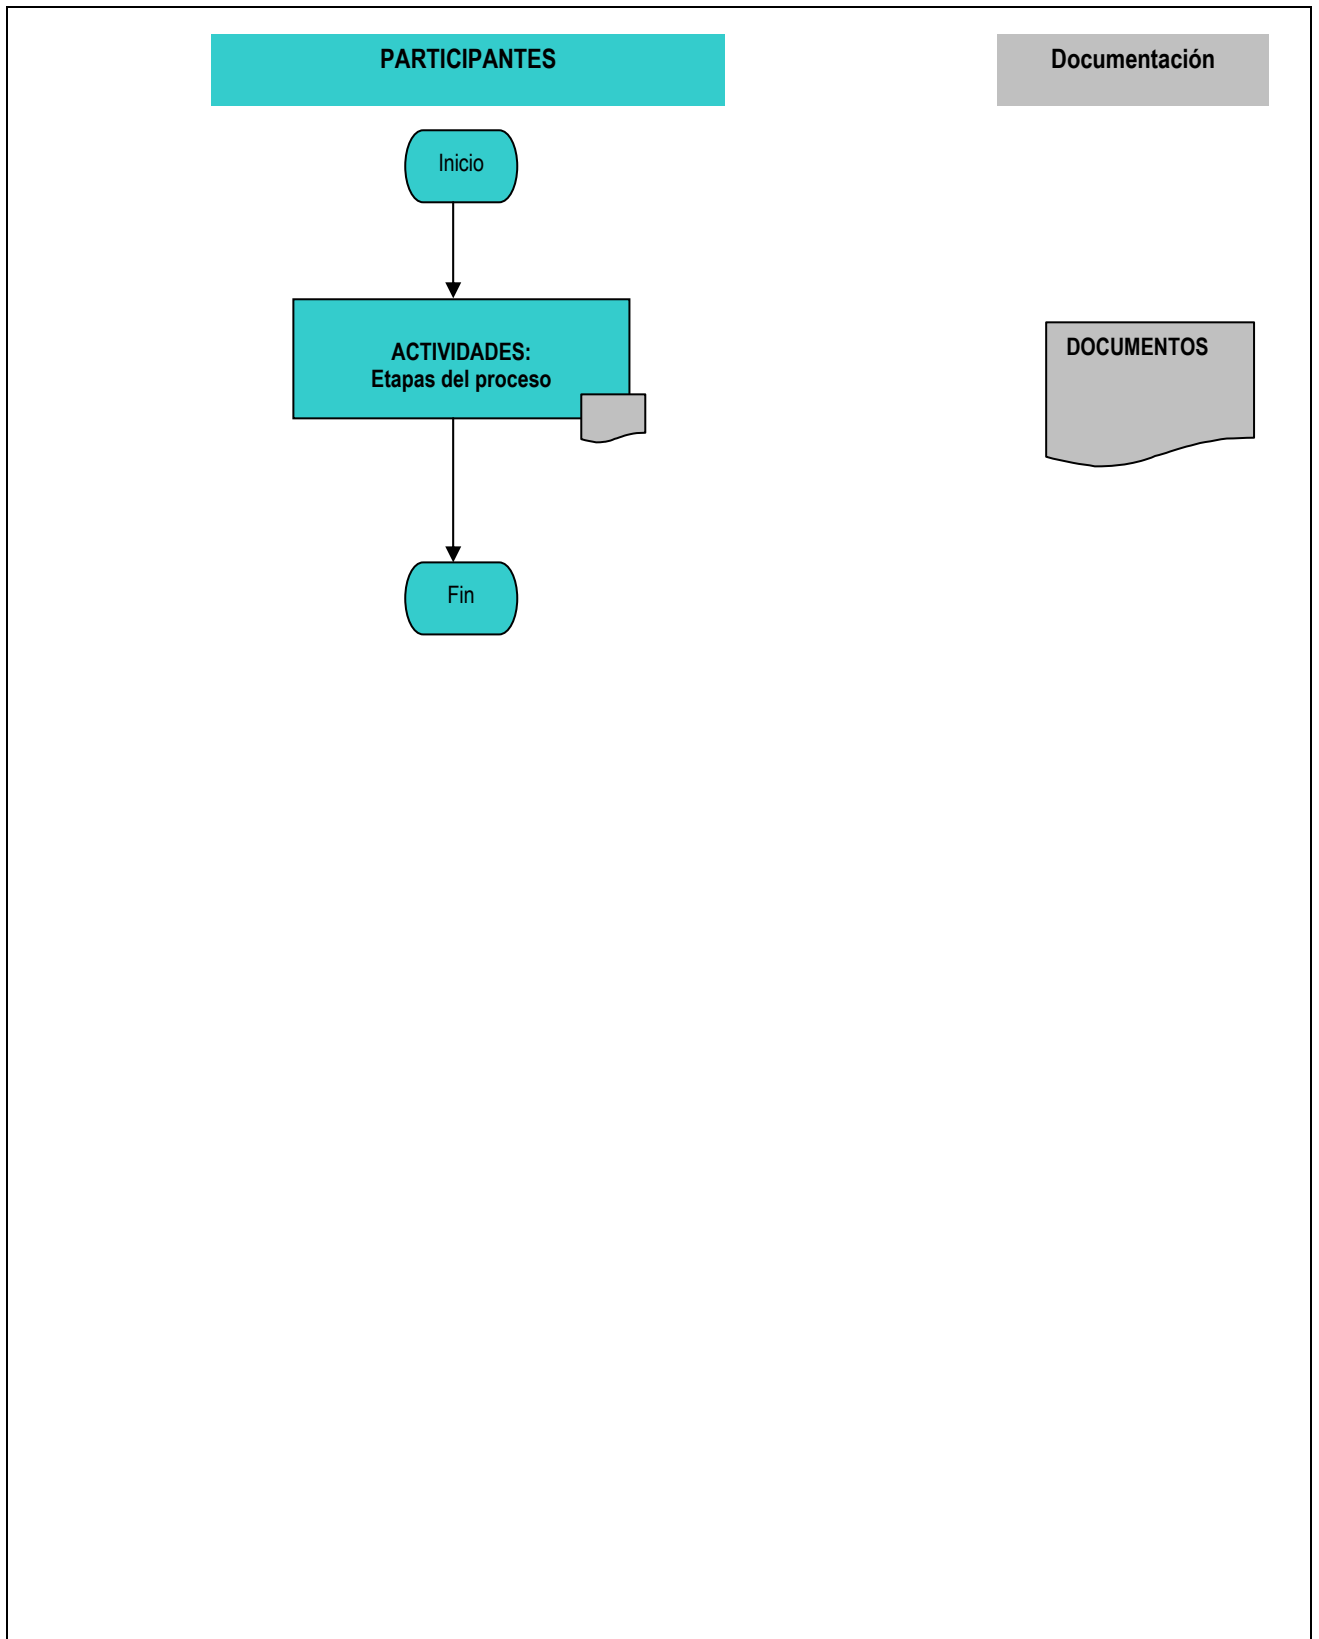 PARTICIPANTES
Documentación
Inicio
ACTIVIDADES:
Etapas del proceso
DOCUMENTOS
Fin